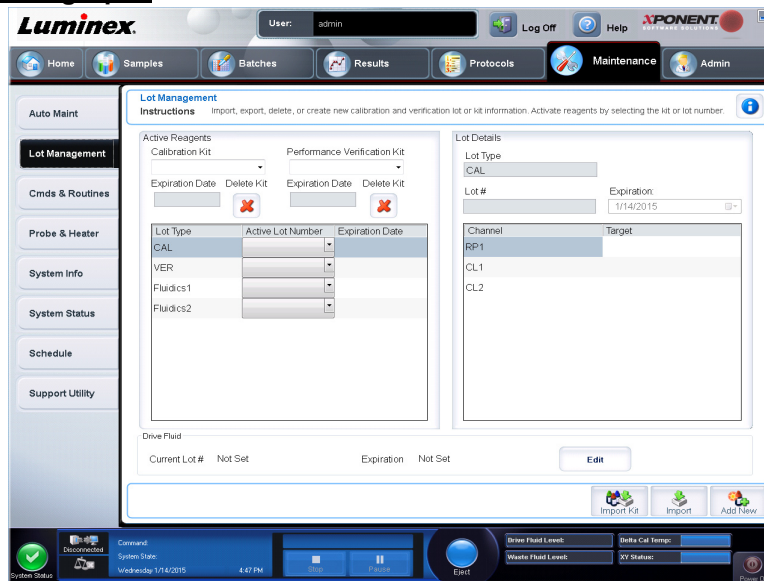 Luminex.
User: admin
Log Off
Help
XPONENT.
SOFTWARE SOLUTIONS
Home
Samples
Batches
Results
Protocols
Maintenance
Admin
Auto Maint
Lot Management
Cmds & Routines
Probe & Heater
System Info
System Status
Schedule
Support Utility
Lot Management
Instructions Import, export, delete, or create new calibration and verification lot or kit information. Activate reagents by selecting the kit or lot number.
Active Reagents
Calibration Kit Performance Verification Kit
Expiration Date Delete Kit Expiration Date Delete Kit
Lot Type Active Lot Number Expiration Date
CAL
VER
Fluidics1
Fluidics2
Lot Details
Lot Type
CAL
Lot # Expiration:
1/14/2015
Channel Target
RP1
CL1
CL2
Drive Fluid
Current Lot # Not Set Expiration Not Set Edit
Import Kit Import Add New
System Status
Disconnected
Command:
System State:
Wednesday 1/14/2015 4:47 PM
Stop Pause
Eject
Drive Fluid Level:
Waste Fluid Level:
Delta Cal Temp:
XY Status:
Power